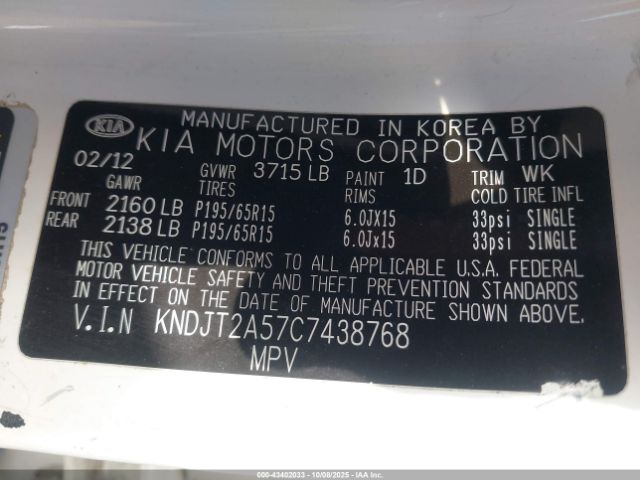 MANUFACTURED IN KOREA BY
KIA KIA MOTORS CORPORATION
02/12 GVWR 3715 LB PAINT 1D TRIM WK
GAWR TIRES RIMS COLD TIRE INFL
FRONT 2160 LB P195/65R15 6.0JX15 33psi SINGLE
REAR 2138 LB P195/65R15 6.0Jx15 33psi SINGLE
THIS VEHICLE CONFORMS TO ALL APPLICABLE U.S.A. FEDERAL
MOTOR VEHICLE SAFETY AND THEFT PREVENTION STANDARDS
IN EFFECT ON THE DATE OF MANUFACTURE SHOWN ABOVE.
V.I.N KNDJT2A57C7438768
MPV
000-43402033 - 10/08/2025 - © IAA, Inc.